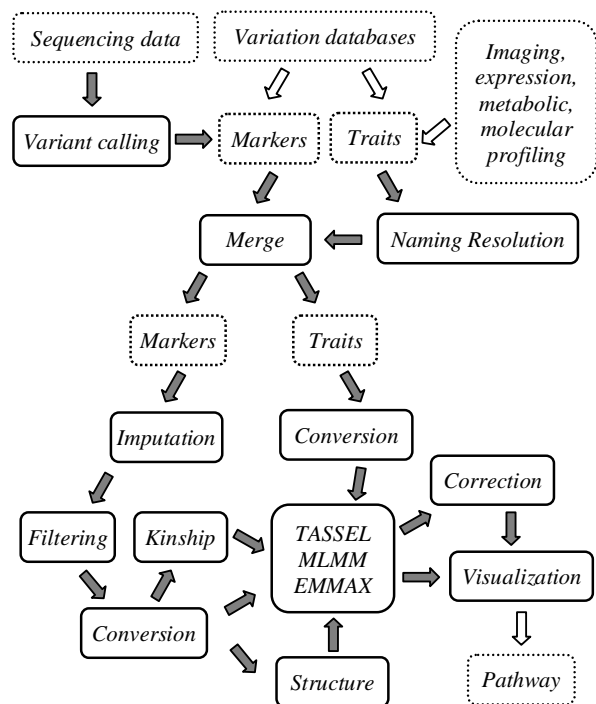 Sequencing data
Variation databases
Imaging,
expression,
metabolic,
molecular
profiling
Variant calling
Markers
Traits
Merge
Naming Resolution
Markers
Traits
Imputation
Conversion
Correction
Filtering
Kinship
TASSEL
MLMM
EMMAX
Visualization
Conversion
Structure
Pathway